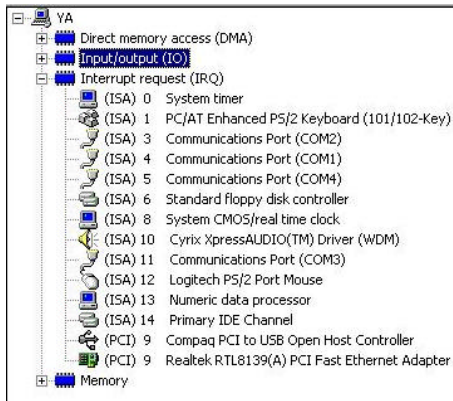 YA
Direct memory access (DMA)
Input/output (IO)
Interrupt request (IRQ)
(ISA) 0 System timer
(ISA) 1 PC/AT Enhanced PS/2 Keyboard (101/102-Key)
(ISA) 3 Communications Port (COM2)
(ISA) 4 Communications Port (COM1)
(ISA) 5 Communications Port (COM4)
(ISA) 6 Standard floppy disk controller
(ISA) 8 System CMOS/real time clock
(ISA) 10 Cyrix XpressAUDIO(TM) Driver (WDM)
(ISA) 11 Communications Port (COM3)
(ISA) 12 Logitech PS/2 Port Mouse
(ISA) 13 Numeric data processor
(ISA) 14 Primary IDE Channel
(PCI) 9 Compaq PCI to USB Open Host Controller
(PCI) 9 Realtek RTL8139(A) PCI Fast Ethernet Adapter
Memory